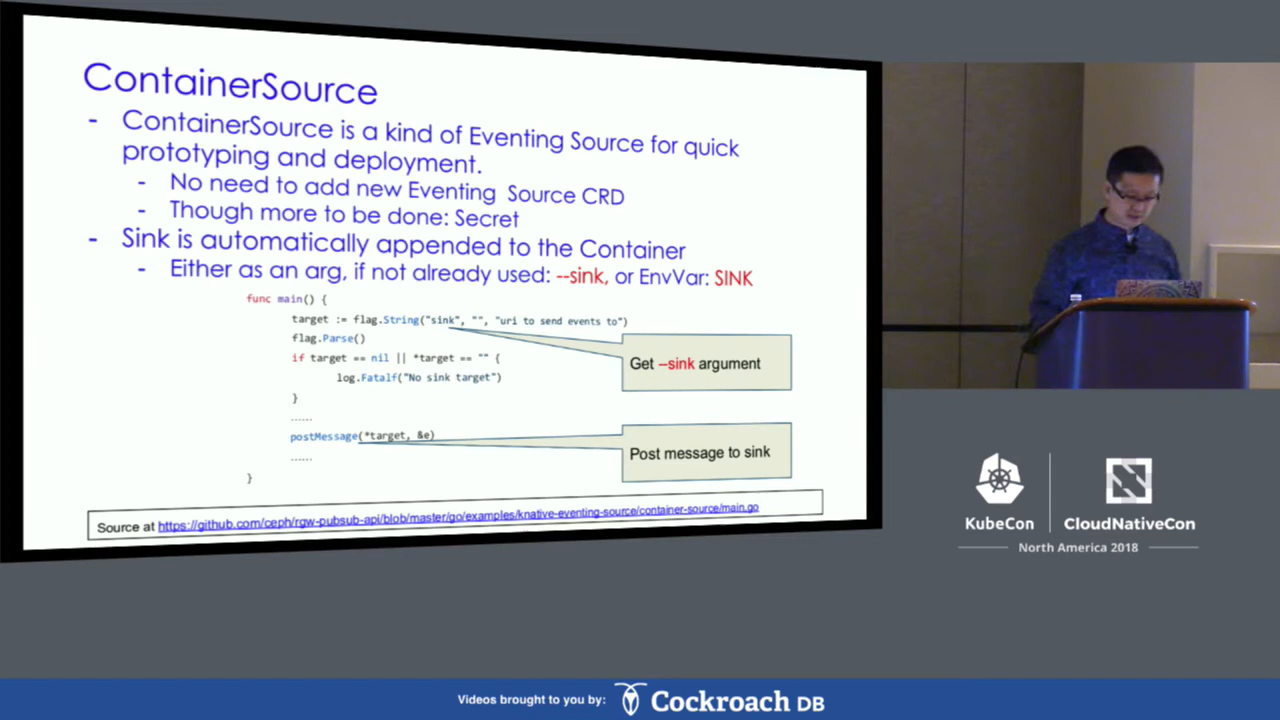 ContainerSource
- ContainerSource is a kind of Eventing Source for quick
prototyping and deployment.
- No need to add new Eventing Source CRD
- Though more to be done: Secret
- Sink is automatically appended to the Container
- Either as an arg, if not already used: --sink, or EnvVar: SINK
func main() {
target := flag.String("sink", "", "uri to send events to")
flag.Parse()
if target == nil || *target == "" {
log.Fatalf("No sink target")
}
......
postMessage(*target, &e)
......
}
Get --sink argument
Post message to sink
Source at https://github.com/ceph/rgw-pubsub-api/blob/master/go/examples/knative-eventing-source/container-source/main.go
KubeCon
CloudNativeCon
North America 2018
Videos brought to you by:
Cockroach DB